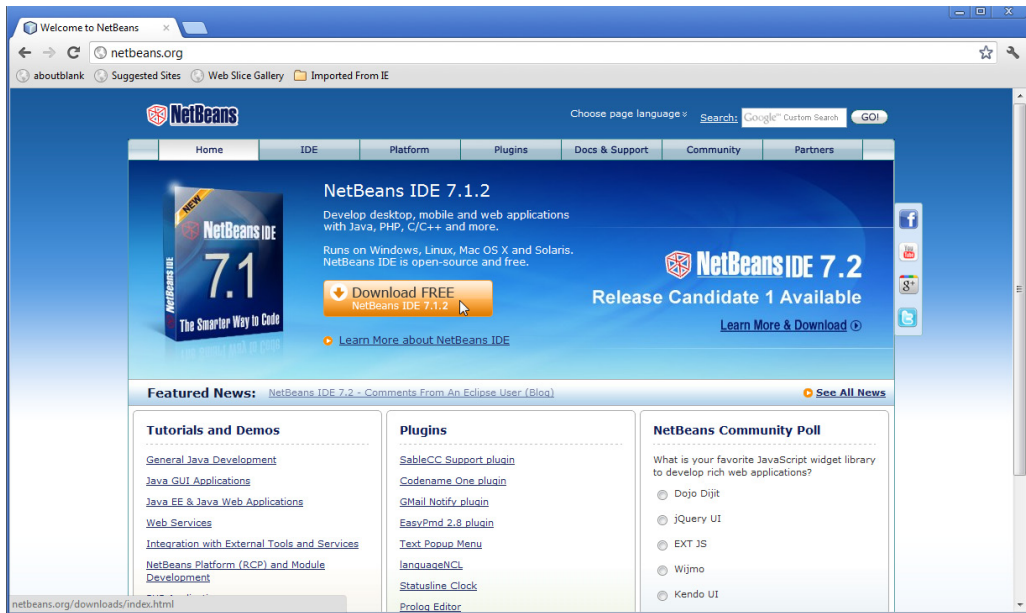 Welcome to NetBeans
netbeans.org
aboutblank Suggested Sites Web Slice Gallery Imported From IE
NetBeans
Choose page language Search: Google™ Custom Search GO!
Home IDE Platform Plugins Docs & Support Community Partners
NEW
NetBeans IDE
7.1
The Smarter Way to Code
NetBeans IDE
NetBeans IDE 7.1.2
Develop desktop, mobile and web applications
with Java, PHP, C/C++ and more.
Runs on Windows, Linux, Mac OS X and Solaris.
NetBeans IDE is open-source and free.
Download FREE
NetBeans IDE 7.1.2
Learn More about NetBeans IDE
NetBeans IDE 7.2
Release Candidate 1 Available
Learn More & Download
f
You Tube
g+
Featured News: NetBeans IDE 7.2 - Comments From An Eclipse User (Blog)
See All News
Tutorials and Demos
General Java Development
Java GUI Applications
Java EE & Java Web Applications
Web Services
Integration with External Tools and Services
NetBeans Platform (RCP) and Module
Development
Plugins
SableCC Support plugin
Codename One plugin
GMail Notify plugin
EasyPmd 2.8 plugin
Text Popup Menu
languageNCL
Statusline Clock
Prolog Editor
NetBeans Community Poll
What is your favorite JavaScript widget library
to develop rich web applications?
Dojo Dijit
jQuery UI
EXT JS
Wijmo
Kendo UI
netbeans.org/downloads/index.html